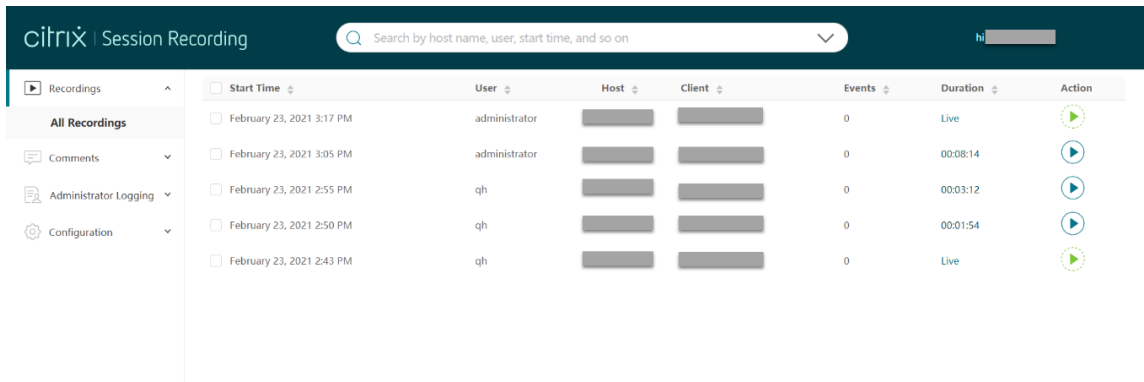 citrix | Session Recording
Search by host name, user, start time, and so on
hi
Recordings
All Recordings
Comments
Administrator Logging
Configuration
Start Time User Host Client Events Duration Action
February 23, 2021 3:17 PM administrator 0 Live
February 23, 2021 3:05 PM administrator 0 00:08:14
February 23, 2021 2:55 PM qh 0 00:03:12
February 23, 2021 2:50 PM qh 0 00:01:54
February 23, 2021 2:43 PM qh 0 Live